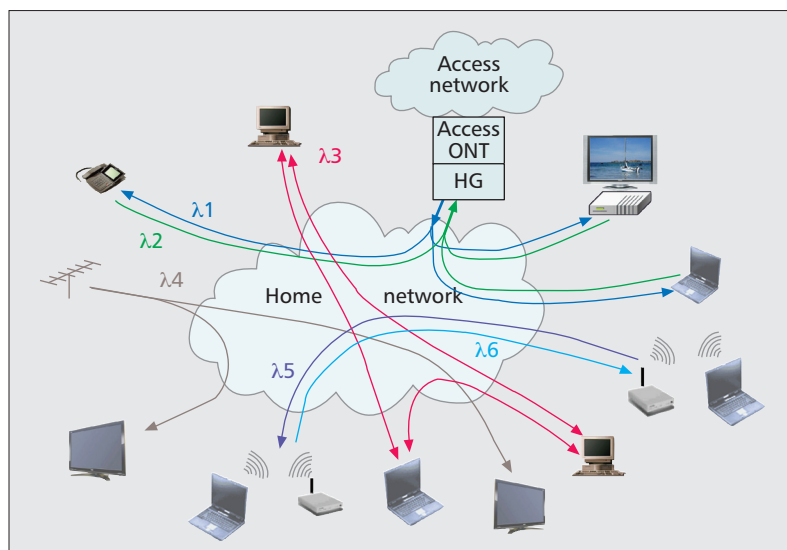 Access
network
Access
ONT
HG
λ3
λ1
λ2
λ4
Home network
λ6
λ5